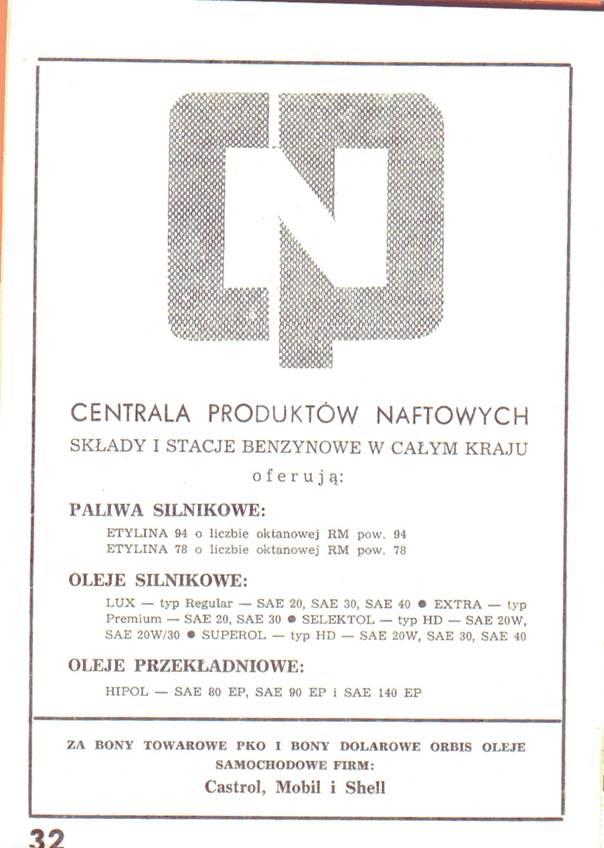 CPN
CENTRALA PRODUKTÓW NAFTOWYCH
SKŁADY I STACJE BENZYNOWE W CAŁYM KRAJU
oferują:
PALIWA SILNIKOWE:
ETYLINA 94 o liczbie oktanowej RM pow. 94
ETYLINA 78 o liczbie oktanowej RM pow. 78
OLEJE SILNIKOWE:
LUX — typ Regular — SAE 20, SAE 30, SAE 40 ● EXTRA — typ
Premium — SAE 20, SAE 30 ● SELEKTOL — typ HD — SAE 20W,
SAE 20W/30 ● SUPEROL — typ HD — SAE 20W, SAE 30, SAE 40
OLEJE PRZEKŁADNIOWE:
HIPOL — SAE 80 EP, SAE 90 EP i SAE 140 EP
ZA BONY TOWAROWE PKO I BONY DOLAROWE ORBIS OLEJE
SAMOCHODOWE FIRM:
Castrol, Mobil i Shell
32